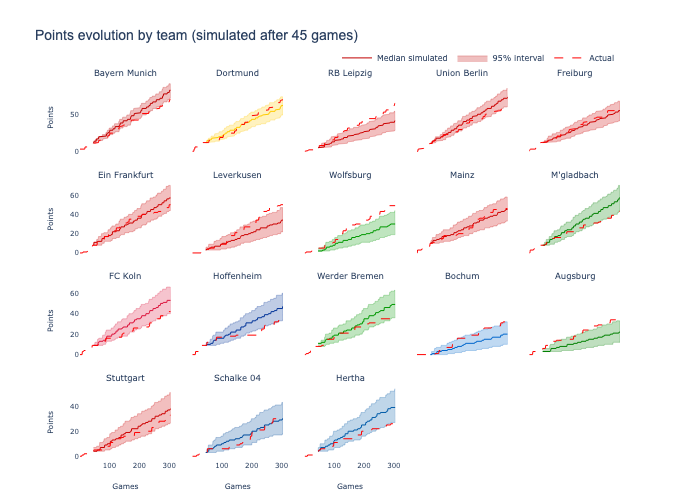 Points evolution by team (simulated after 45 games)
Median simulated 95% interval Actual
Bayern Munich Dortmund RB Leipzig Union Berlin Freiburg
Points
50
0
Ein Frankfurt Leverkusen Wolfsburg Mainz M'gladbach
Points
60
40
20
0
FC Koln Hoffenheim Werder Bremen Bochum Augsburg
Points
60
40
20
0
Stuttgart Schalke 04 Hertha
Points
40
20
0
100 200 300 100 200 300 100 200 300
Games Games Games